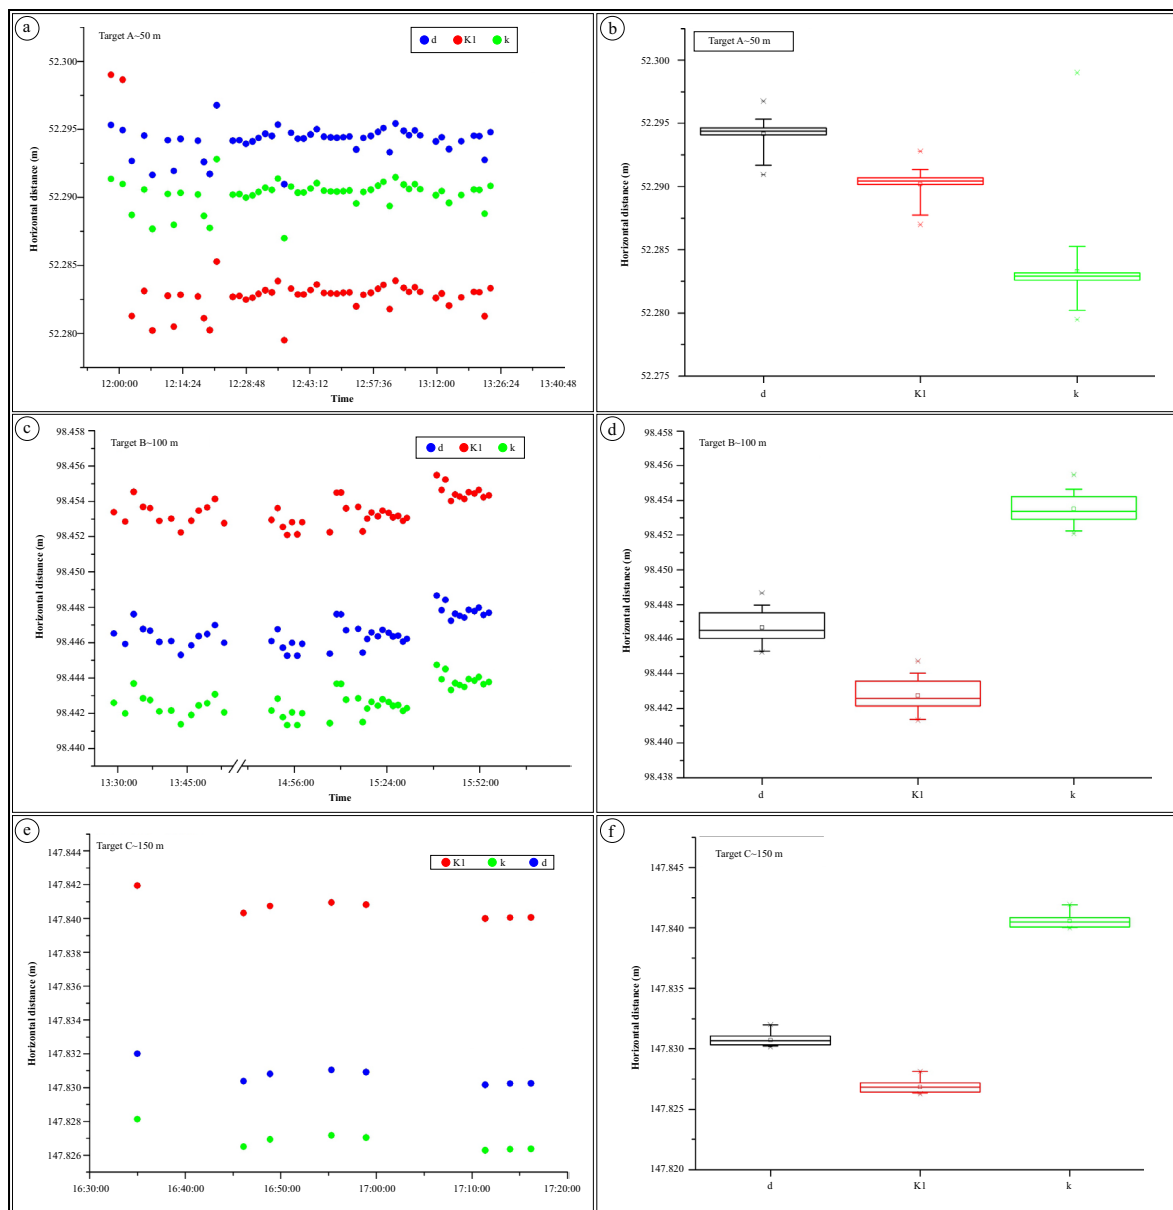 a
Target A~50 m
d K1 k
52.300
52.295
52.290
52.285
52.280
Horizontal distance (m)
12:00:00 12:14:24 12:28:48 12:43:12 12:57:36 13:12:00 13:26:24 13:40:48
Time
b
Target A~50 m
52.300
52.295
52.290
52.285
52.280
52.275
Horizontal distance (m)
d K1 k
c
Target B~100 m
d K1 k
98.458
98.456
98.454
98.452
98.450
98.448
98.446
98.444
98.442
98.440
Horizontal distance (m)
13:30:00 13:45:00 14:56:00 15:24:00 15:52:00
Time
d
Target B~100 m
98.458
98.456
98.454
98.452
98.450
98.448
98.446
98.444
98.442
98.440
98.438
Horizontal distance (m)
d K1 k
e
Target C~150 m
K1 k d
147.844
147.842
147.840
147.838
147.836
147.834
147.832
147.830
147.828
147.826
Horizontal distance (m)
16:30:00 16:40:00 16:50:00 17:00:00 17:10:00 17:20:00
f
Target C~150 m
147.845
147.840
147.835
147.830
147.825
147.820
Horizontal distance (m)
d K1 k